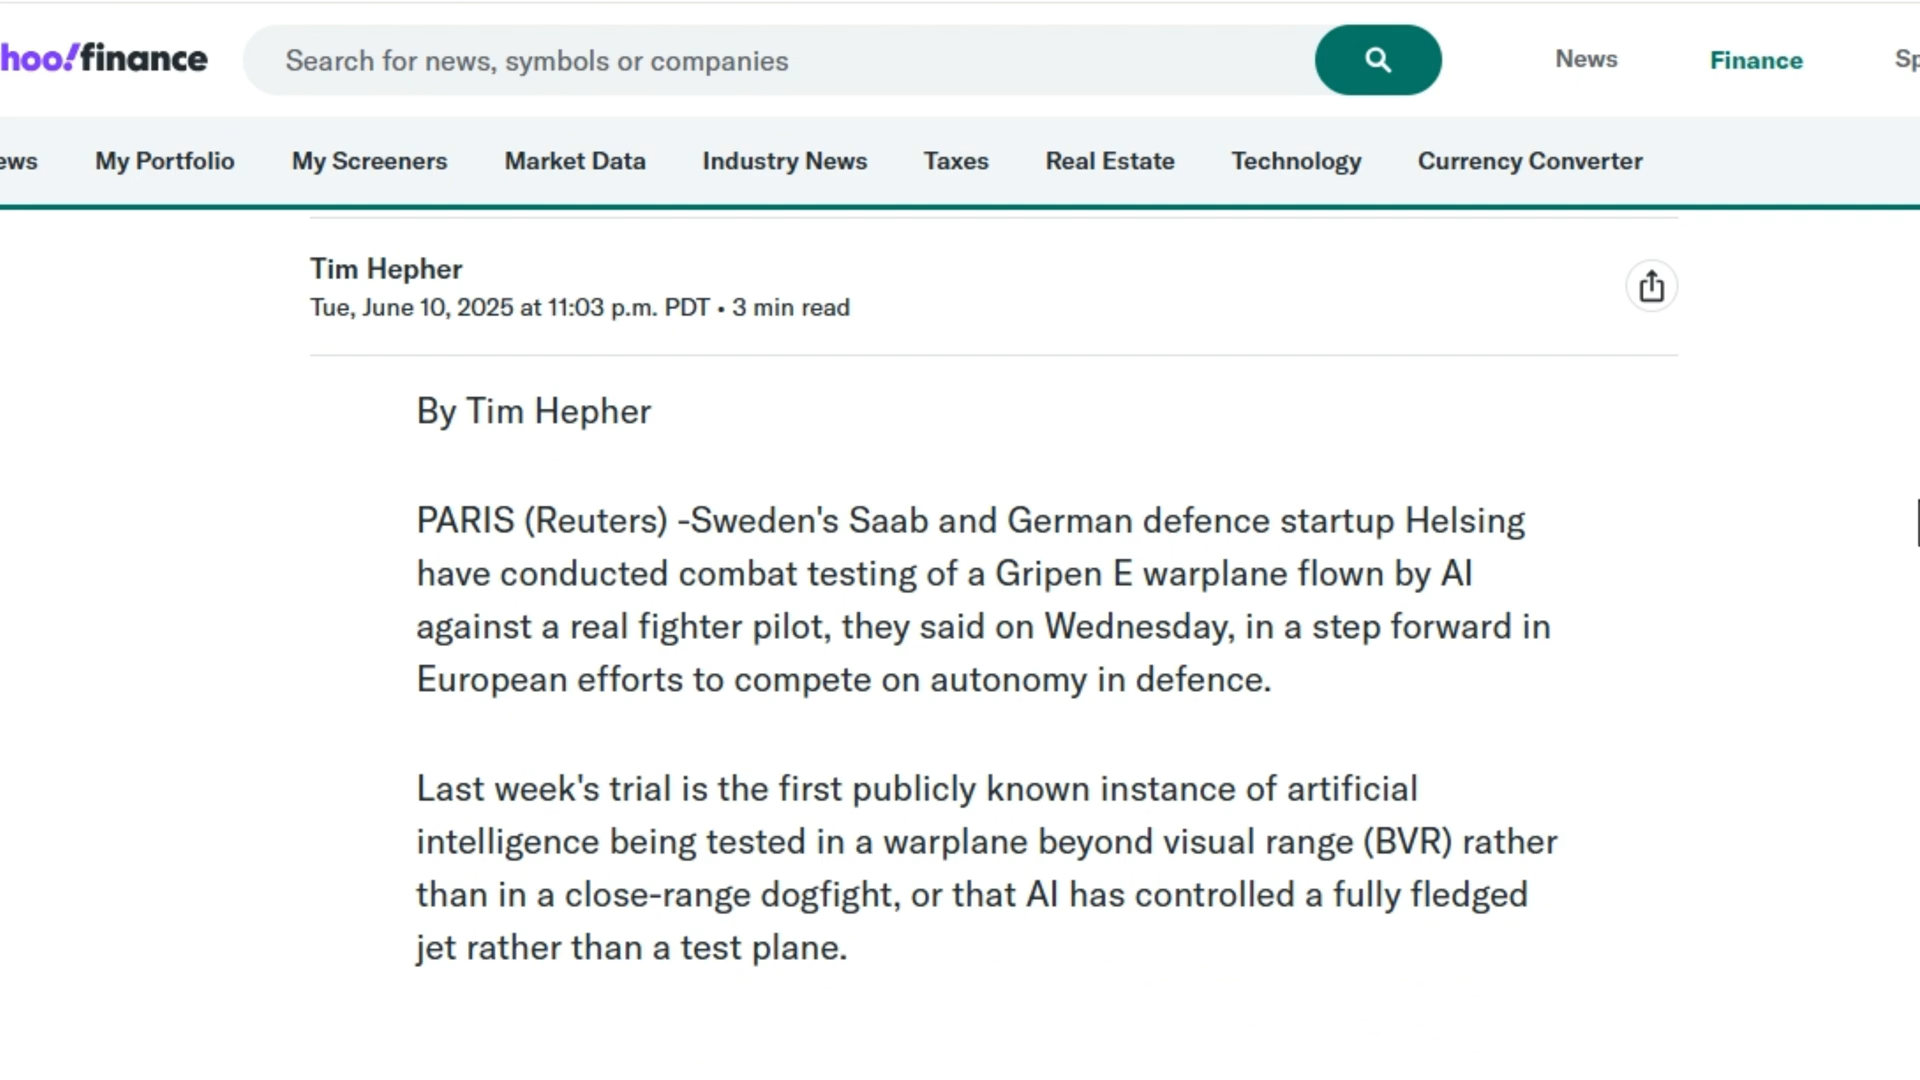 hoo!finance
Search for news, symbols or companies
News
Finance
Sp
ews
My Portfolio
My Screeners
Market Data
Industry News
Taxes
Real Estate
Technology
Currency Converter
Tim Hepher
Tue, June 10, 2025 at 11:03 p.m. PDT • 3 min read
By Tim Hepher
PARIS (Reuters) -Sweden's Saab and German defence startup Helsing
have conducted combat testing of a Gripen E warplane flown by AI
against a real fighter pilot, they said on Wednesday, in a step forward in
European efforts to compete on autonomy in defence.
Last week's trial is the first publicly known instance of artificial
intelligence being tested in a warplane beyond visual range (BVR) rather
than in a close-range dogfight, or that AI has controlled a fully fledged
jet rather than a test plane.